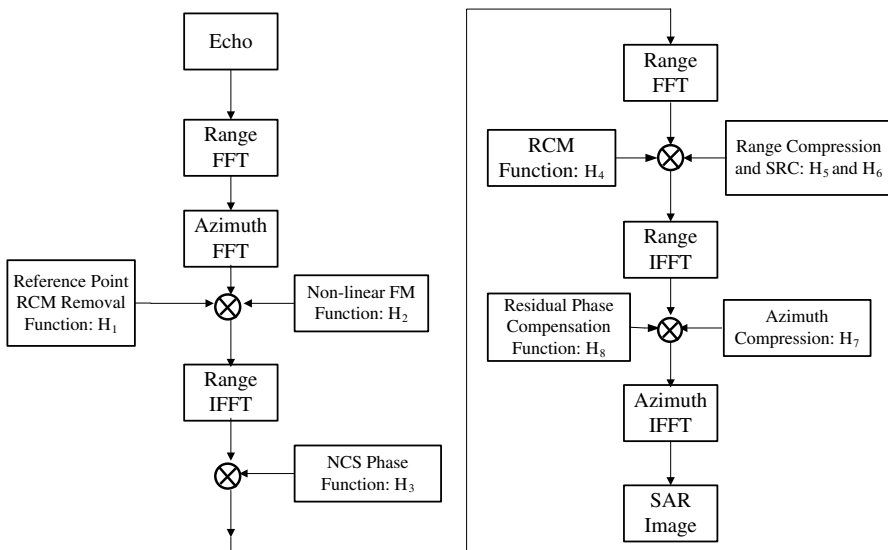 Echo
Range
FFT
Azimuth
FFT
Reference Point
RCM Removal
Function: H₁
Non-linear FM
Function: H₂
Range
IFFT
NCS Phase
Function: H₃
Range
FFT
RCM
Function: H₄
Range Compression
and SRC: H₅ and H₆
Range
IFFT
Residual Phase
Compensation
Function: H₈
Azimuth
Compression: H₇
Azimuth
IFFT
SAR
Image